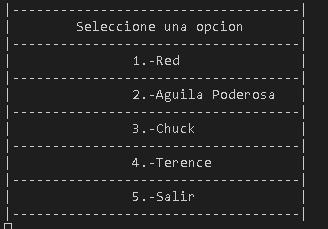 Seleccione una opcion
1.-Red
2.-Aguila Poderosa
3.-Chuck
4.-Terence
5.-Salir